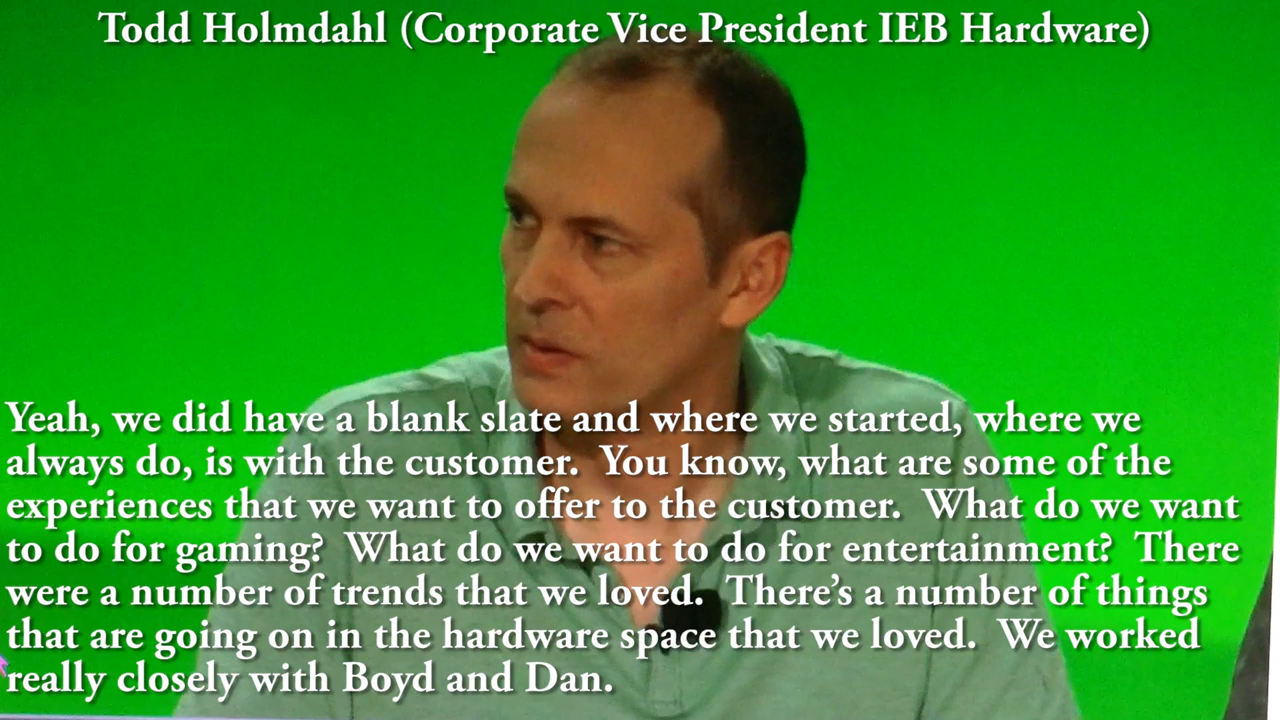 Todd Holmdahl (Corporate Vice President IEB Hardware)
Yeah, we did have a blank slate and where we started, where we
always do, is with the customer.  You know, what are some of the
experiences that we want to offer to the customer.  What do we want
to do for gaming?  What do we want to do for entertainment?  There
were a number of trends that we loved.  There’s a number of things
that are going on in the hardware space that we loved.  We worked
really closely with Boyd and Dan.